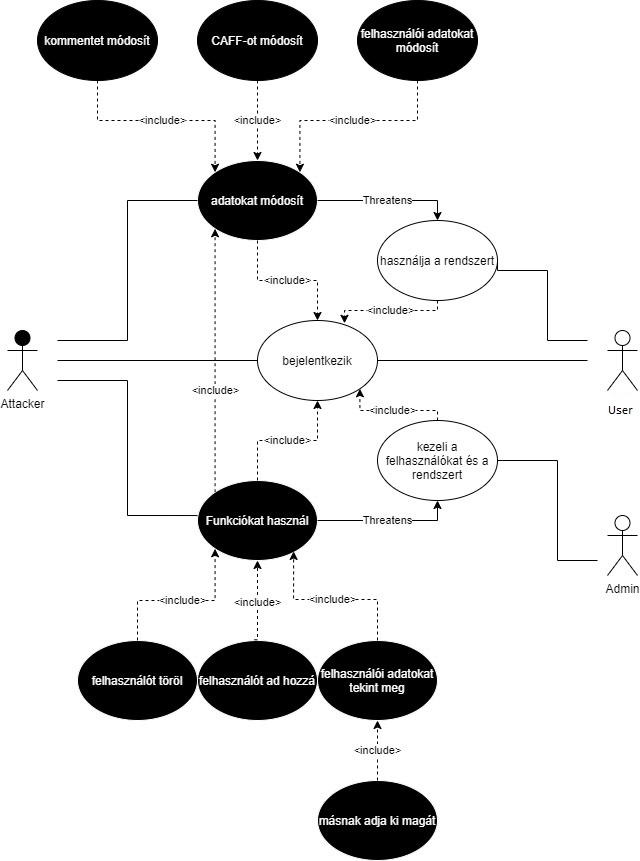 kommentet módosít
CAFF-ot módosít
felhasználói adatokat
módosít
<include>
<include>
<include>
adatokat módosít
Threatens
használja a rendszert
<include>
<include>
bejelentkezik
Attacker
User
<include>
<include>
<include>
kezeli a
felhasználókat és a
rendszert
Funkciókat használ
Threatens
Admin
<include>
<include>
<include>
felhasználót töröl
felhasználót ad hozzá
felhasználói adatokat
tekint meg
<include>
másnak adja ki magát